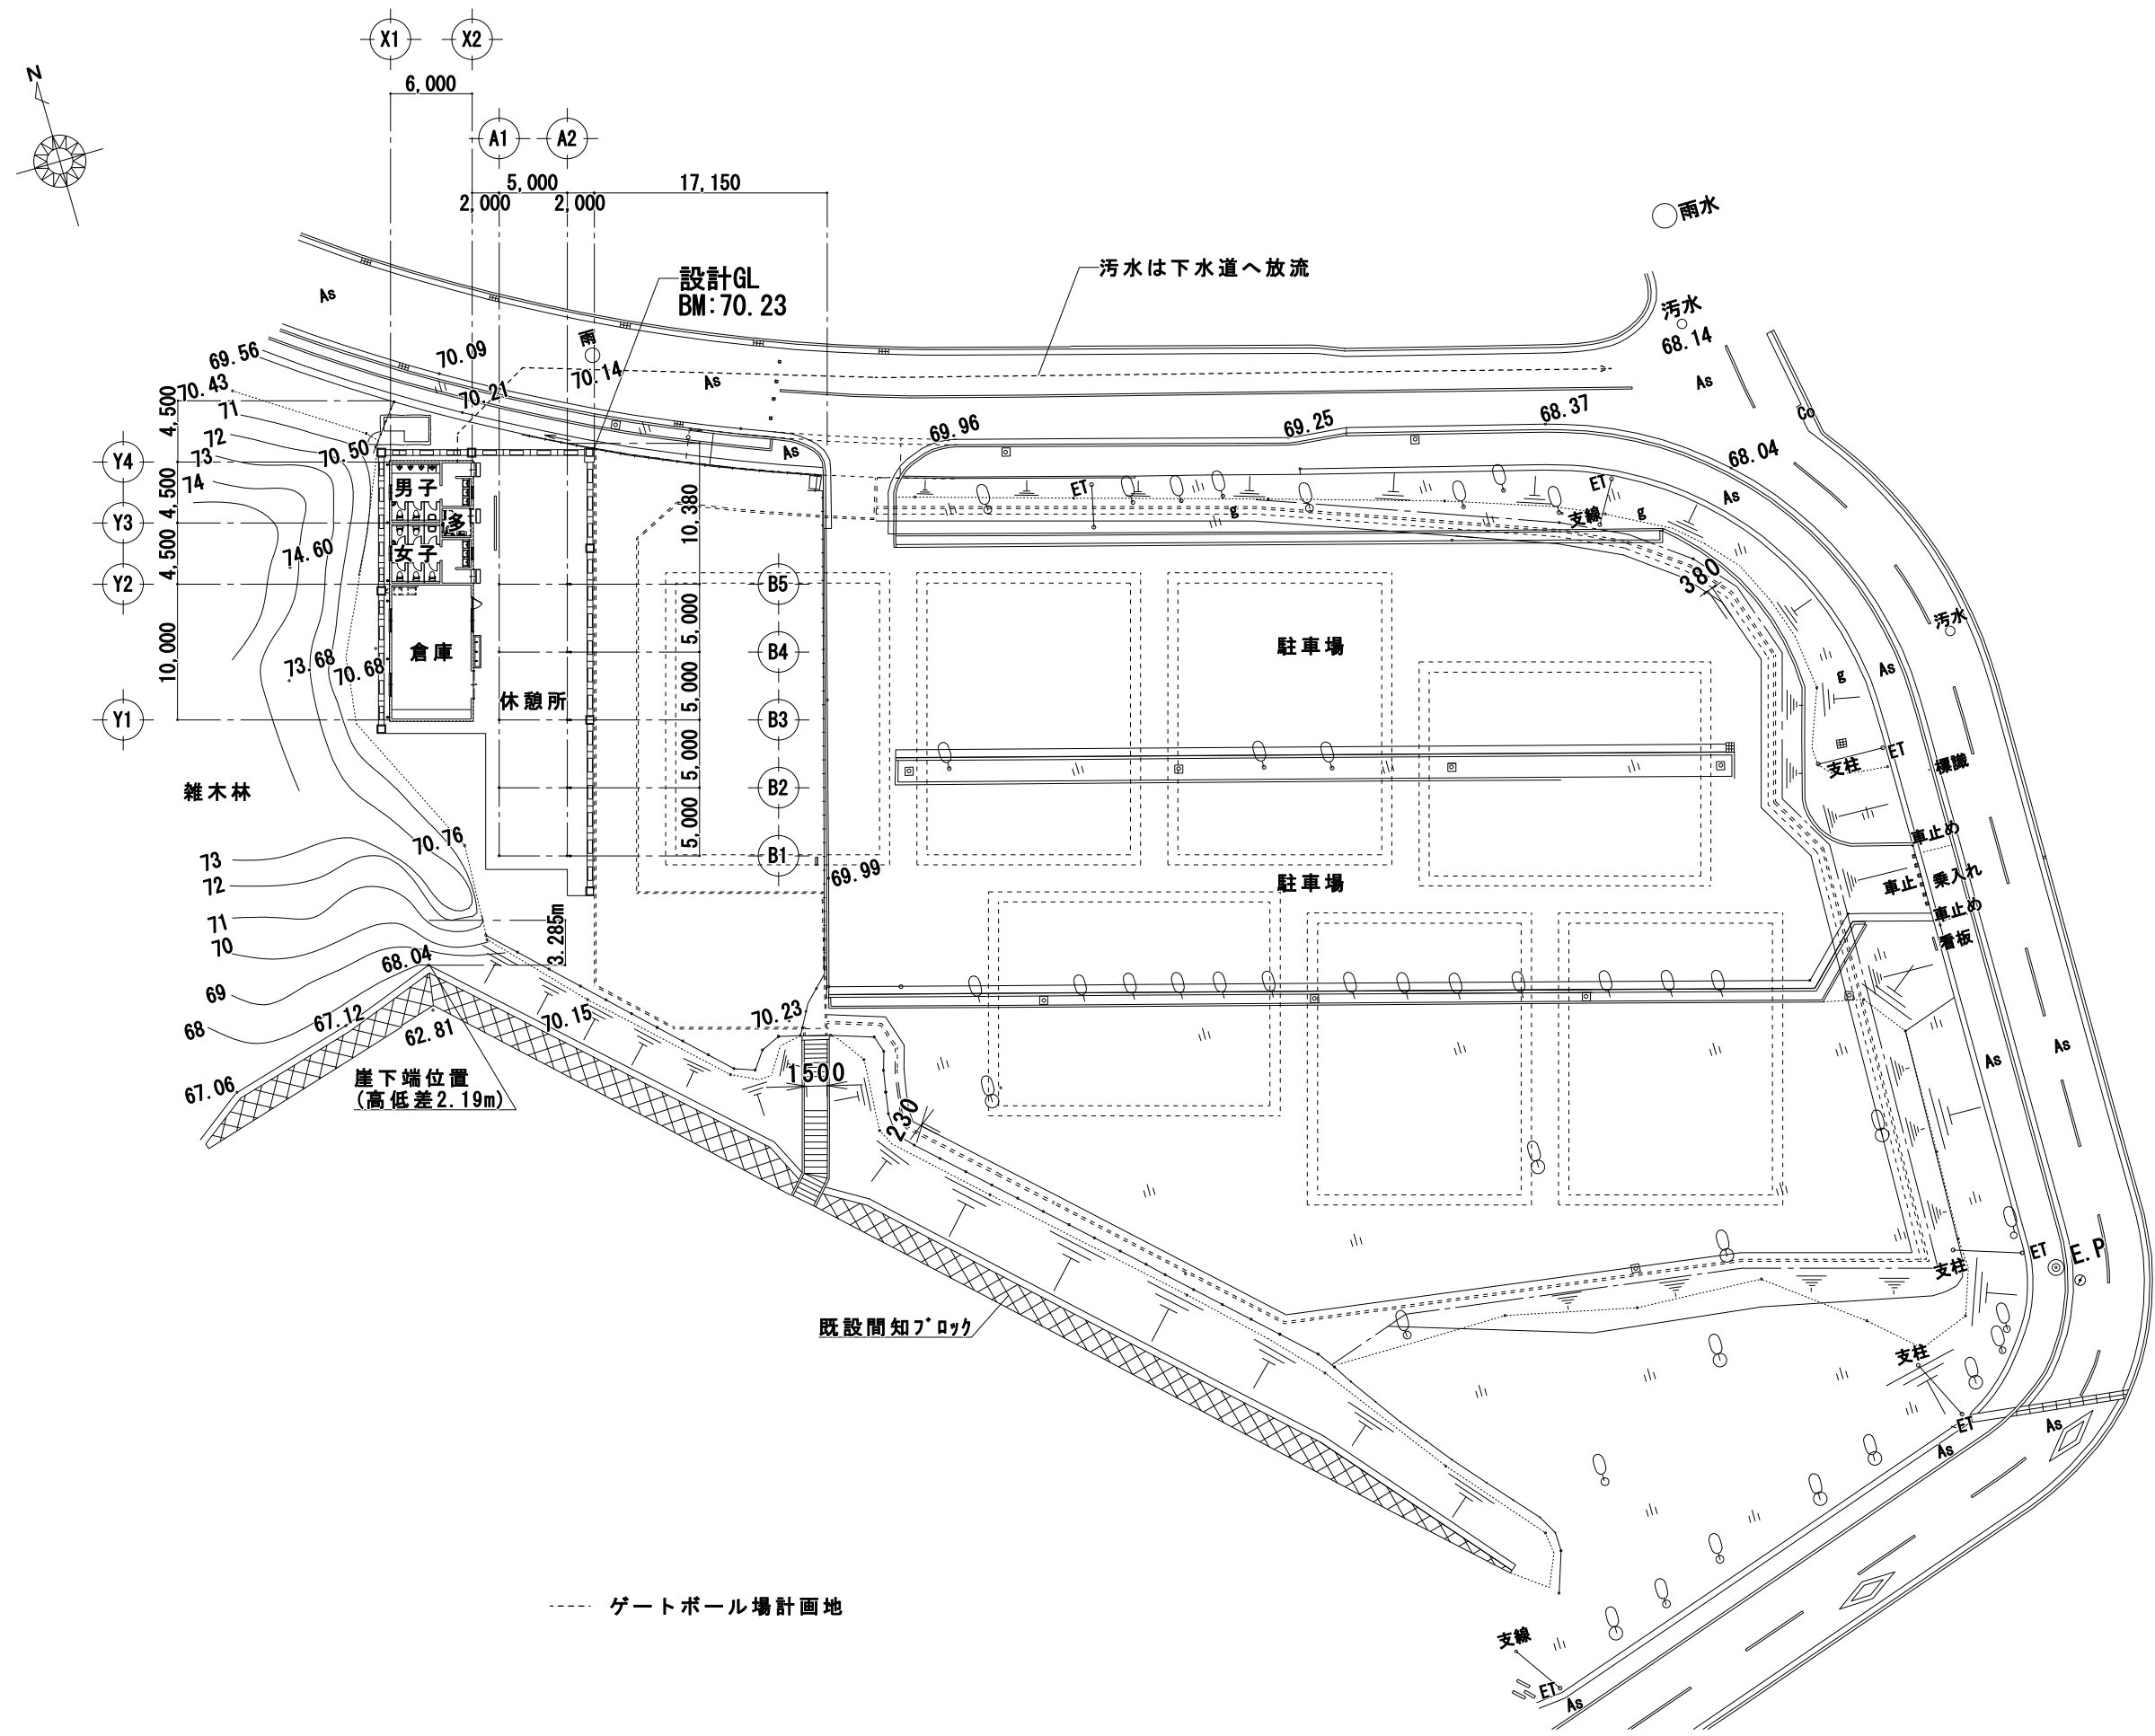 X1
X2
N
6,000
A1
A2
5,000
17,150
2,000
2,000
雨水
設計GL
BM:70.23
汚水は下水道へ放流
As
汚水
68.14
雨
70.09
69.56
70.14
As
As
70.43
70.21
4,500
71
Co
69.96
69.25
68.37
72
70.50
As
68.04
Y4
73
74
男子
ET
ET
As
4,500
10,380
g
支線
g
Y3
多
女子
74.60
4,500
380
Y2
B5
汚水
5,000
10,000
倉庫
B4
駐車場
73.68
70.68
g
As
5,000
休憩所
Y1
B3
ET
支柱
標識
5,000
雑木林
B2
5,000
70.76
車止め
73
B1
69.99
72
駐車場
車止
乗入れ
71
車止め
70
3.285m
看板
68.04
69
67.12
70.15
70.23
68
62.81
As
As
67.06
崖下端位置
(高低差2.19m)
1500
230
ET
E.P
支柱
既設間知ブロック
支柱
ET
As
As
ゲートボール場計画地
支線
ET
As